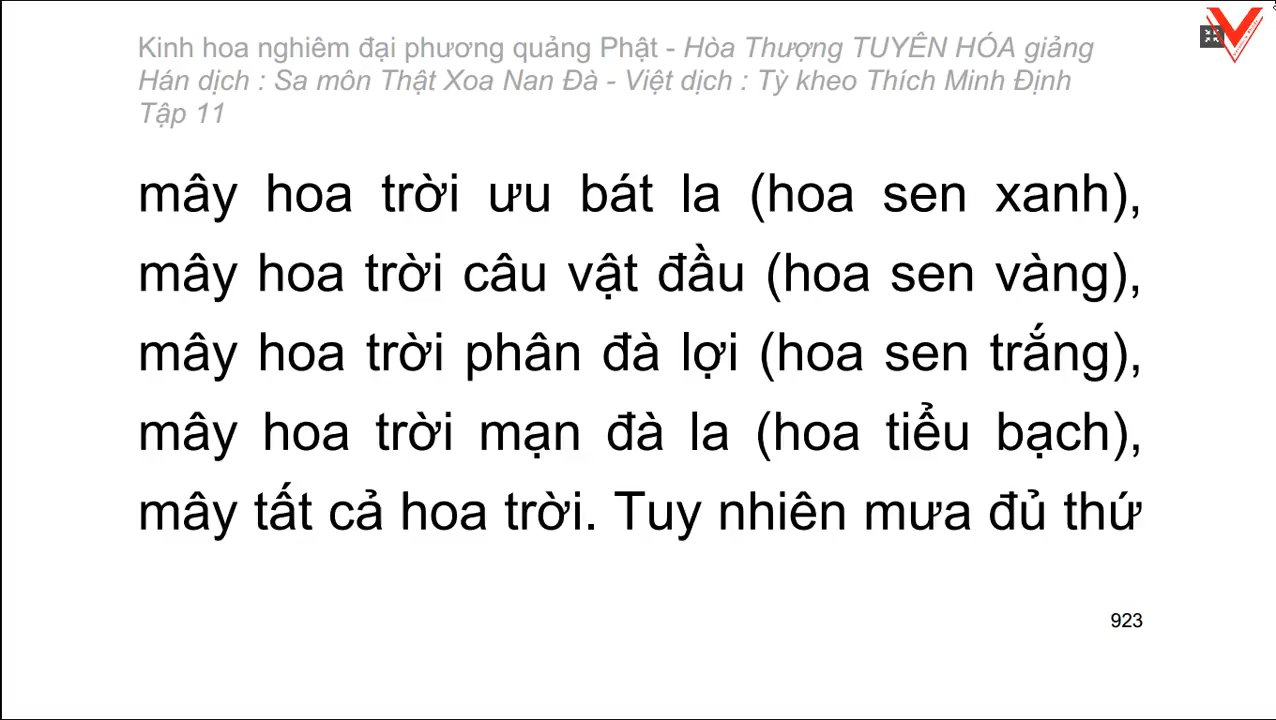 Kinh hoa nghiêm đại phương quảng Phật - Hòa Thượng TUYÊN HÓA giảng
Hán dịch : Sa môn Thật Xoa Nan Đà - Việt dịch : Tỳ kheo Thích Minh Định
Tập 11
mây hoa trời ưu bát la (hoa sen xanh),
mây hoa trời câu vật đầu (hoa sen vàng),
mây hoa trời phân đà lợi (hoa sen trắng),
mây hoa trời mạn đà la (hoa tiểu bạch),
mây tất cả hoa trời. Tuy nhiên mưa đủ thứ
923